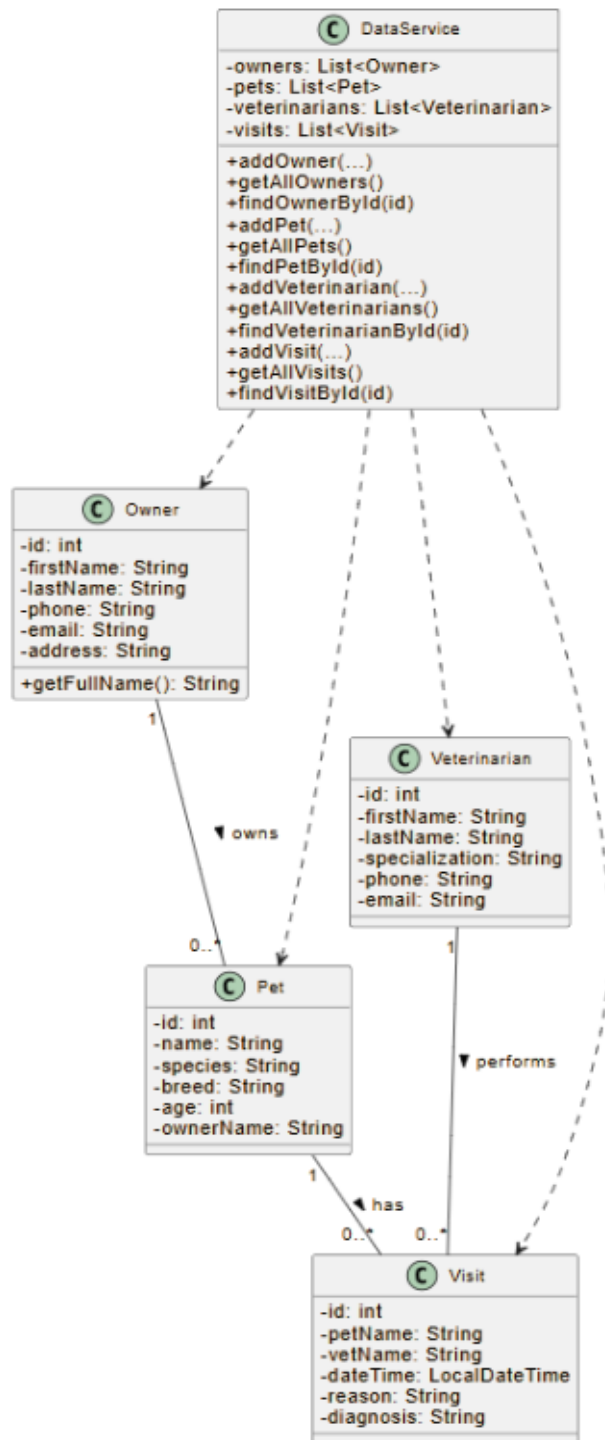 C DataService
-owners: List<Owner>
-pets: List<Pet>
-veterinarians: List<Veterinarian>
-visits: List<Visit>
+addOwner(...)
+getAllOwners()
+findOwnerById(id)
+addPet(...)
+getAllPets()
+findPetById(id)
+addVeterinarian(...)
+getAllVeterinarians()
+findVeterinarianById(id)
+addVisit(...)
+getAllVisits()
+findVisitById(id)
C Owner
-id: int
-firstName: String
-lastName: String
-phone: String
-email: String
-address: String
+getFullName(): String
1
owns
0..*
C Veterinarian
-id: int
-firstName: String
-lastName: String
-specialization: String
-phone: String
-email: String
1
performs
0..*
C Pet
-id: int
-name: String
-species: String
-breed: String
-age: int
-ownerName: String
1
has
0..*
C Visit
-id: int
-petName: String
-vetName: String
-dateTime: LocalDateTime
-reason: String
-diagnosis: String